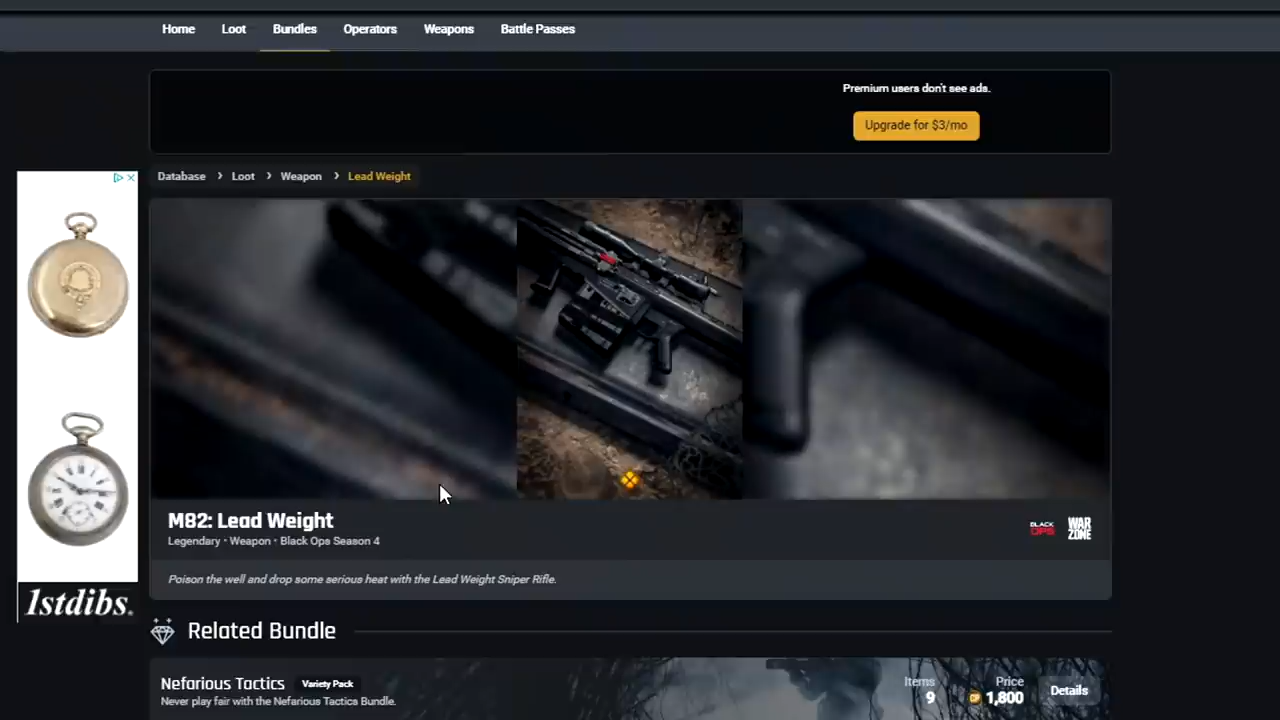 Home Loot Bundles Operators Weapons Battle Passes
Premium users don't see ads.
Upgrade for $3/mo
Database > Loot > Weapon > Lead Weight
M82: Lead Weight
Legendary • Weapon • Black Ops Season 4
BLACK OPS
WAR ZONE
Poison the well and drop some serious heat with the Lead Weight Sniper Rifle.
1stdibs.
Related Bundle
Nefarious Tactics Variety Pack
Never play fair with the Nefarious Tactics Bundle.
Items
9
Price
CP 1,800
Details